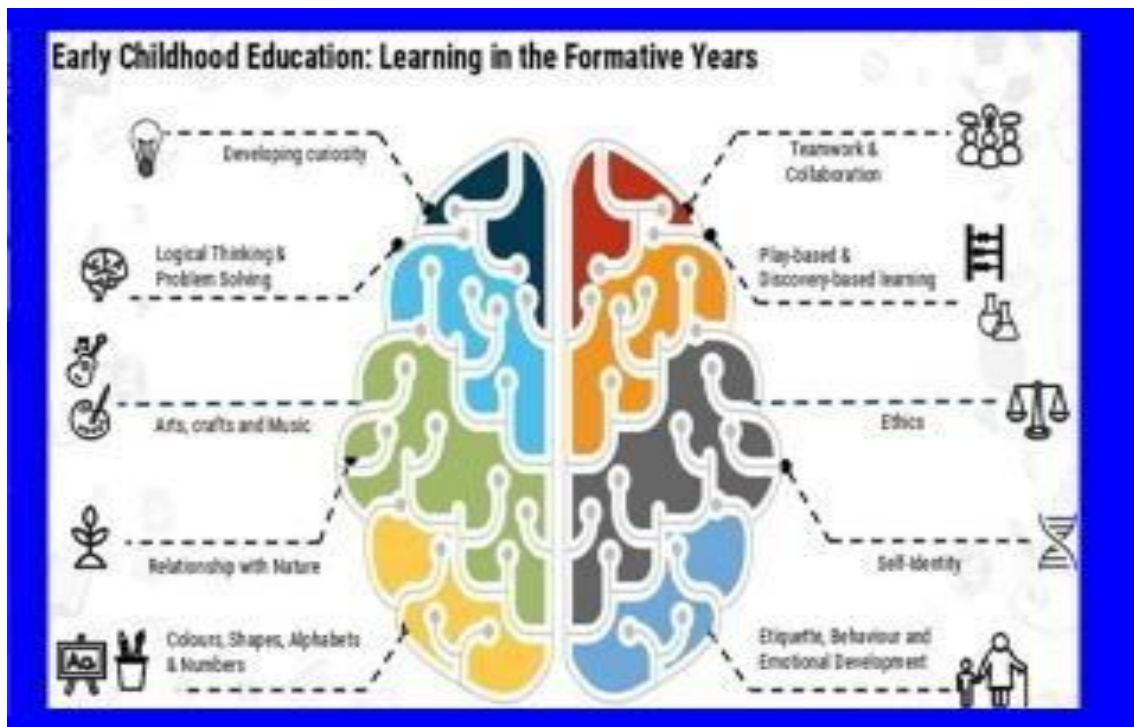 Early Childhood Education: Learning in the Formative Years
Developing curiosity
Logical Thinking &
Problem Solving
Arts, crafts and Music
Relationship with Nature
Aa
Colours, Shapes, Alphabets
& Numbers
Teamwork &
Collaboration
Play-based &
Discovery-based learning
Ethics
Self-Identity
Etiquette, Behaviour and
Emotional Development